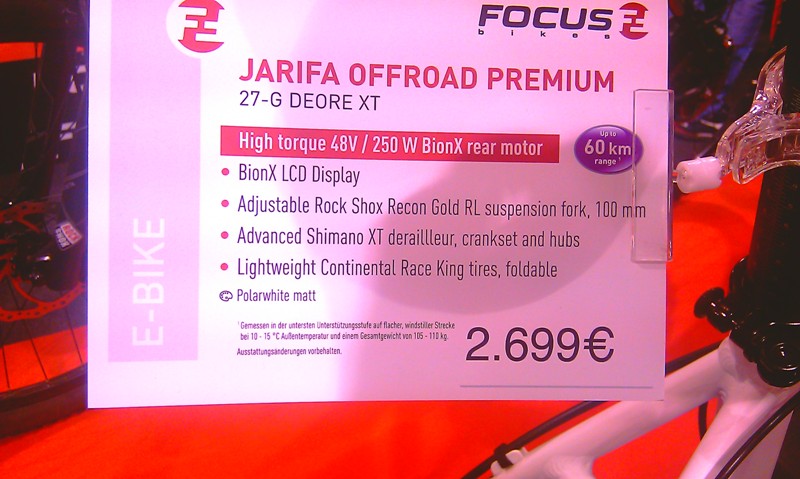 FOCUS
bikes
JARIFA OFFROAD PREMIUM
27-G DEORE XT
High torque 48V / 250 W BionX rear motor
Up to
60 km
range ¹
• BionX LCD Display
• Adjustable Rock Shox Recon Gold RL suspension fork, 100 mm
• Advanced Shimano XT deraillleur, crankset and hubs
• Lightweight Continental Race King tires, foldable
Polarwhite matt
E-BIKE
¹ Gemessen in der untersten Unterstützungsstufe auf flacher, windstiller Strecke
bei 10 - 15 °C Außentemperatur und einem Gesamtgewicht von 105 - 110 kg.
Ausstattungsänderungen vorbehalten.
2.699€